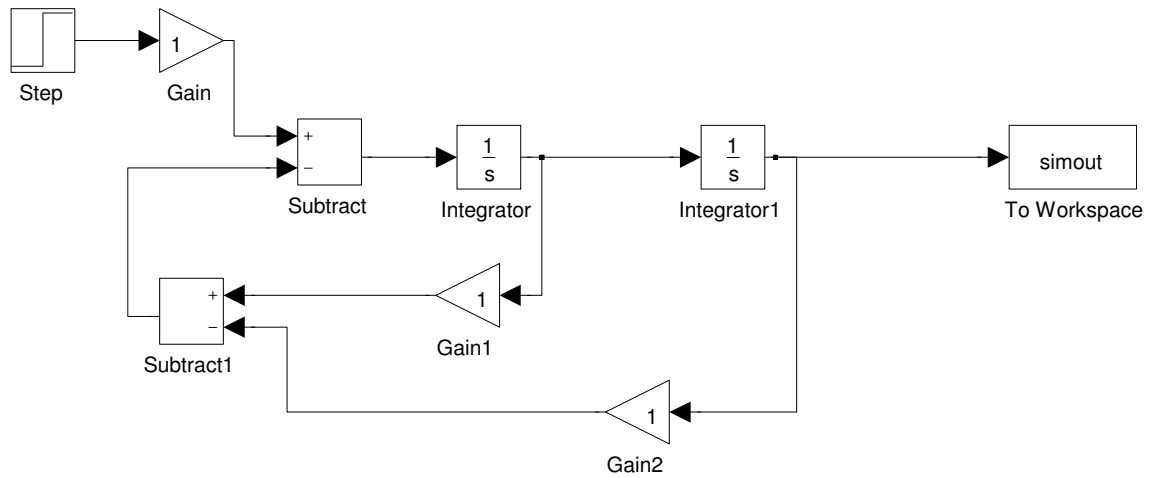 1
Step
Gain
+
−
1
s
1
s
simout
Subtract
Integrator
Integrator1
To Workspace
1
+
−
Gain1
Subtract1
1
Gain2